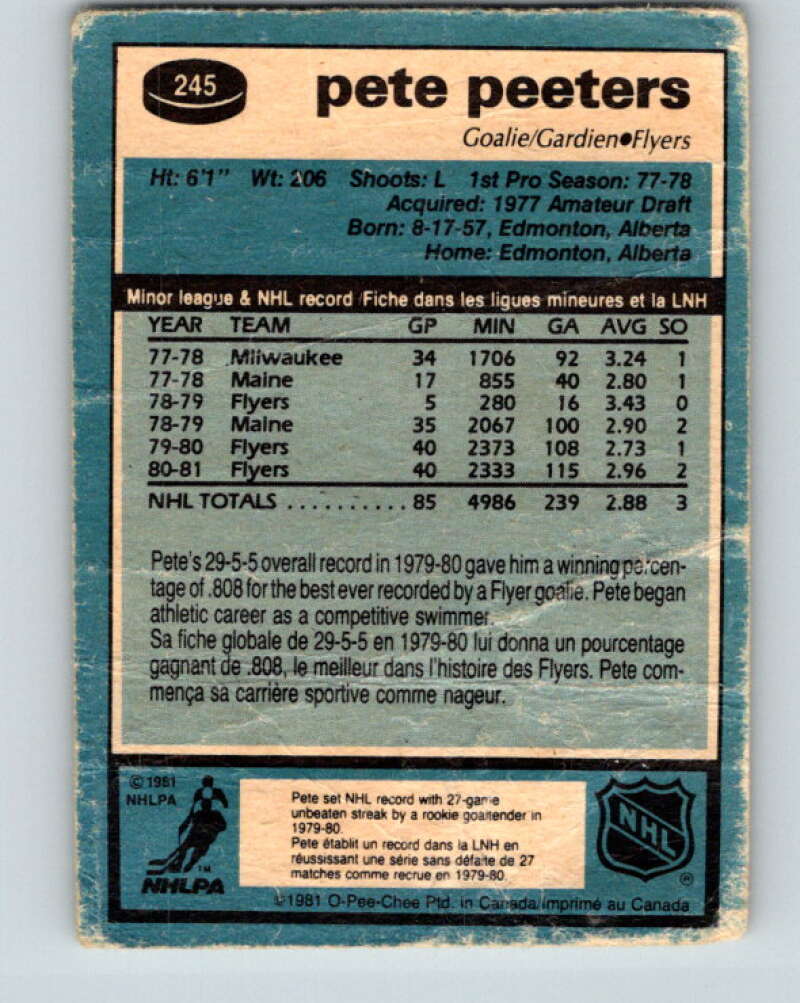 245
pete peeters
Goalie/Gardien●Flyers
Ht: 6'1" Wt: 206 Shoots: L 1st Pro Season: 77-78
Acquired: 1977 Amateur Draft
Born: 8-17-57, Edmonton, Alberta
Home: Edmonton, Alberta
Minor league & NHL record/Fiche dans les ligues mineures et la LNH
YEAR TEAM GP MIN GA AVG SO
77-78 Milwaukee 34 1706 92 3.24 1
77-78 Maine 17 855 40 2.80 1
78-79 Flyers 5 280 16 3.43 0
78-79 Maine 35 2067 100 2.90 2
79-80 Flyers 40 2373 108 2.73 1
80-81 Flyers 40 2333 115 2.96 2
NHL TOTALS .......... 85 4986 239 2.88 3
Pete's 29-5-5 overall record in 1979-80 gave him a winning percen-
tage of .808 for the best ever recorded by a Flyer goalie. Pete began
athletic career as a competitive swimmer.
Sa fiche globale de 29-5-5 en 1979-80 lui donna un pourcentage
gagnant de .808, le meilleur dans l'histoire des Flyers. Pete com-
mença sa carrière sportive comme nageur.
© 1981
NHLPA
TM
NHLPA
Pete set NHL record with 27-game
unbeaten streak by a rookie goaltender in
1979-80.
Pete établit un record dans la LNH en
réussissant une série sans défaite de 27
matches comme recrue en 1979-80.
NHL
®
©1981 O-Pee-Chee Ptd. in Canada/Imprimé au Canada